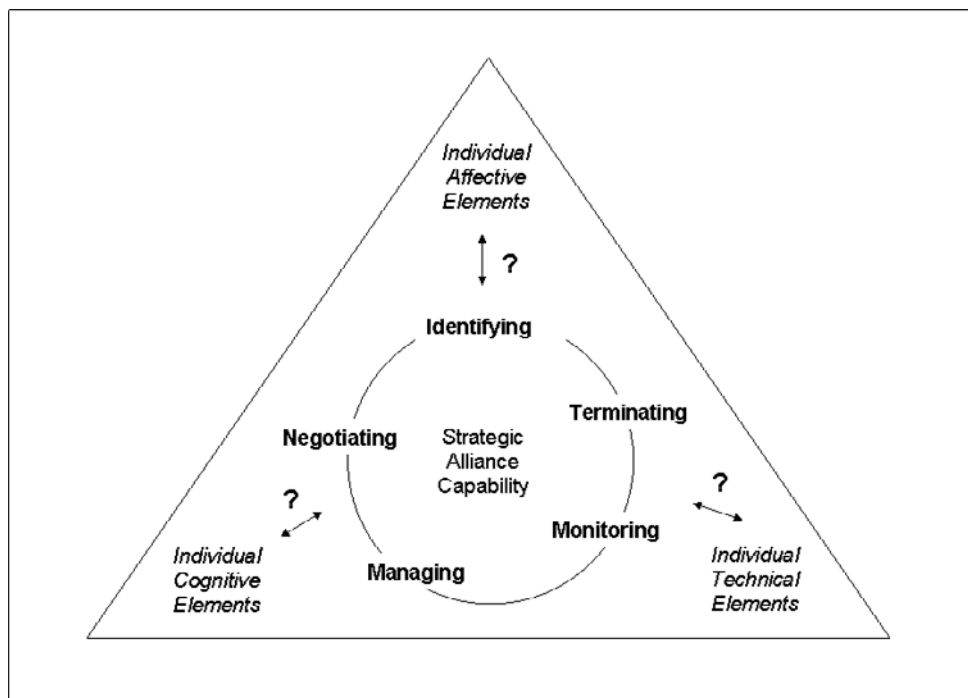 Individual
Affective
Elements
?
Identifying
Terminating
Negotiating
Strategic
Alliance
Capability
?
?
Monitoring
Managing
Individual
Cognitive
Elements
Individual
Technical
Elements